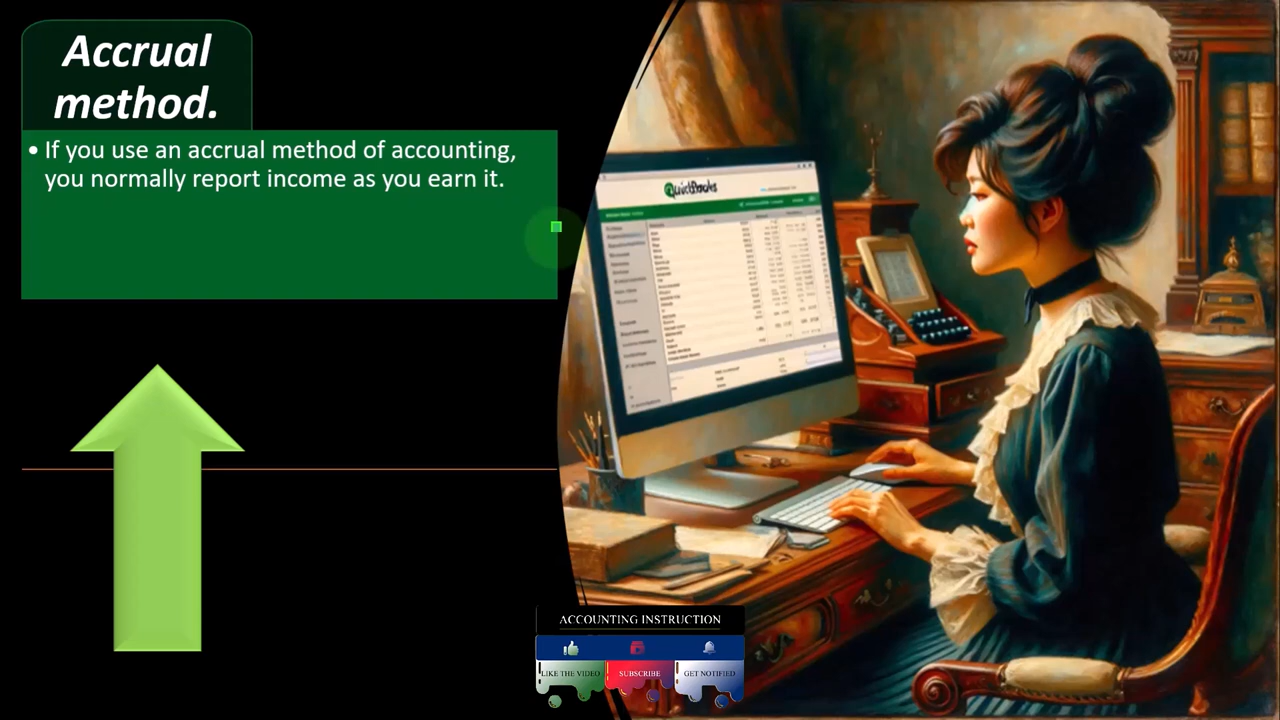 Accrual
method.
• If you use an accrual method of accounting,
you normally report income as you earn it.
QuickBooks
ACCOUNTING INSTRUCTION
LIKE THE VIDEO
SUBSCRIBE
GET NOTIFIED